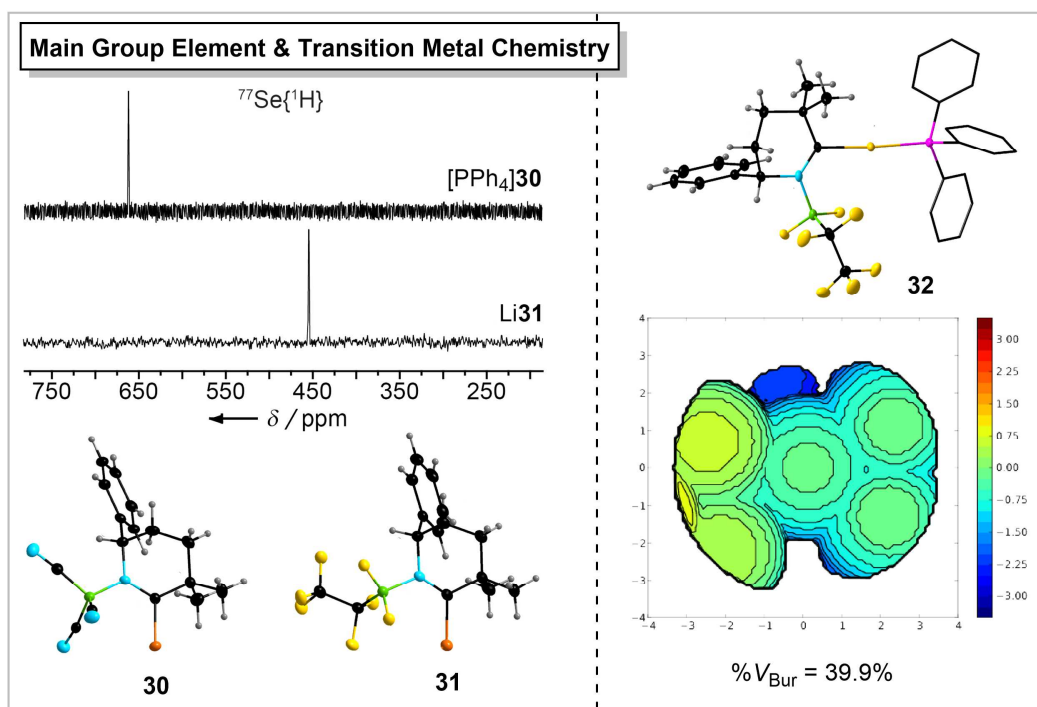 Main Group Element & Transition Metal Chemistry
⁷⁷Se{¹H}
[PPh₄]30
Li31
750 650 550 450 350 250
δ / ppm
30
31
32
4
3
2
1
0
−1
−2
−3
−4
−4 −3 −2 −1 0 1 2 3 4
3.00
2.25
1.50
0.75
0.00
−0.75
−1.50
−2.25
−3.00
%V_Bur = 39.9%